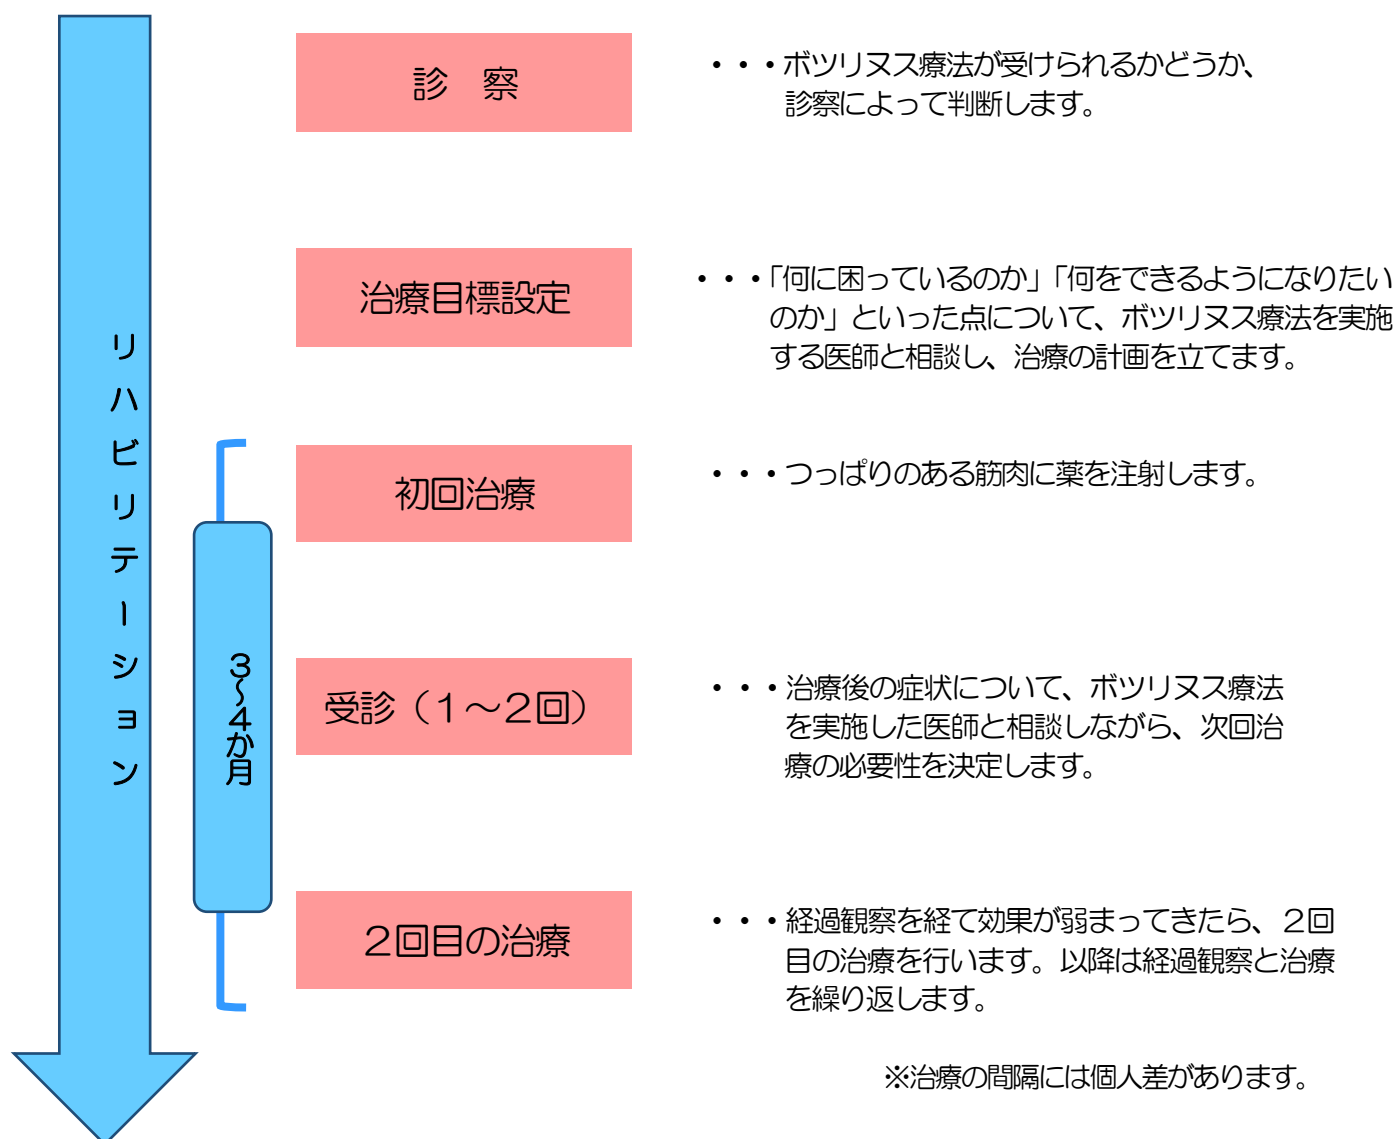 診　察
・・・ボツリヌス療法が受けられるかどうか、
診察によって判断します。
治療目標設定
・・・「何に困っているのか」「何をできるようになりたい
のか」といった点について、ボツリヌス療法を実施
する医師と相談し、治療の計画を立てます。
リハビリテーション
初回治療
・・・つっぱりのある筋肉に薬を注射します。
3～4か月
受診（１～２回）
・・・治療後の症状について、ボツリヌス療法
を実施した医師と相談しながら、次回治
療の必要性を決定します。
２回目の治療
・・・経過観察を経て効果が弱まってきたら、２回
目の治療を行います。以降は経過観察と治療
を繰り返します。
※治療の間隔には個人差があります。